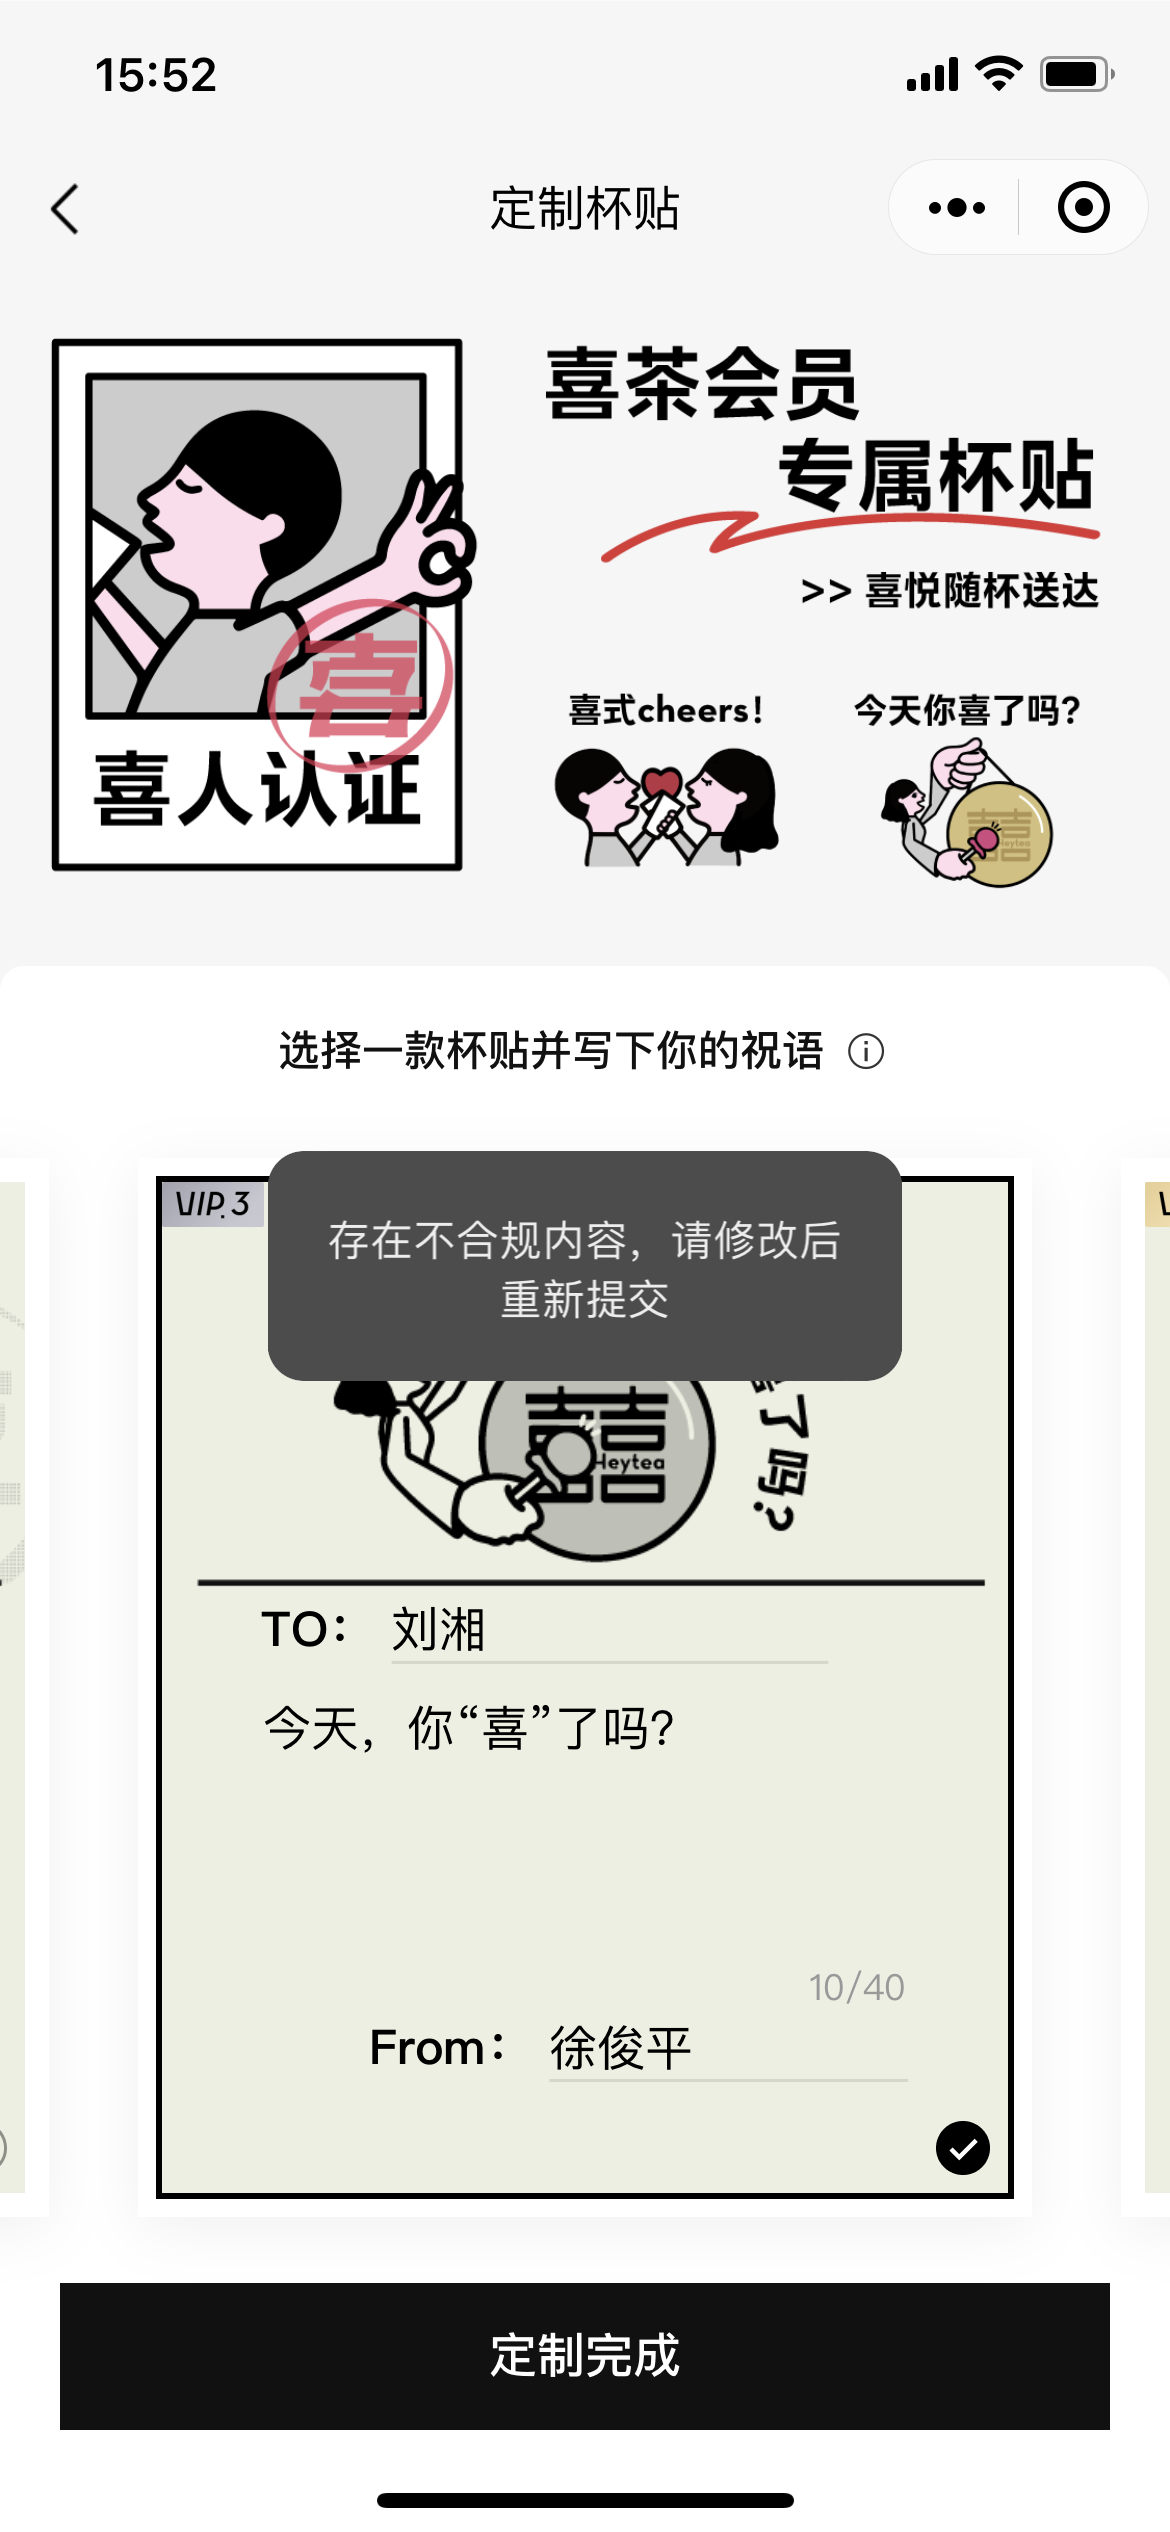 15:52
定制杯贴
喜茶会员
专属杯贴
>> 喜悦随杯送达
喜
喜人认证
喜式cheers!
今天你喜了吗?
囍
Heytea
选择一款杯贴并写下你的祝语
VIP.3
存在不合规内容，请修改后
重新提交
囍
Heytea
了吗?
TO：刘湘
今天，你“喜”了吗?
10/40
From：徐俊平
定制完成